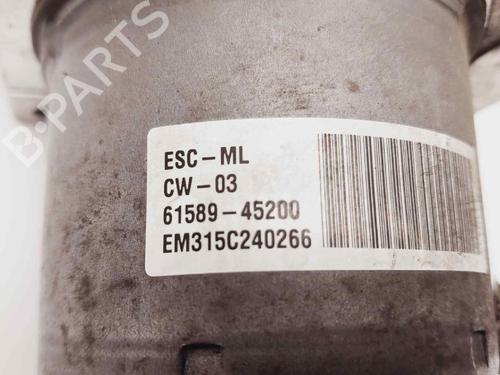 B-PARTS
ESC-ML
CW-03
61589-45200
EM315C240266